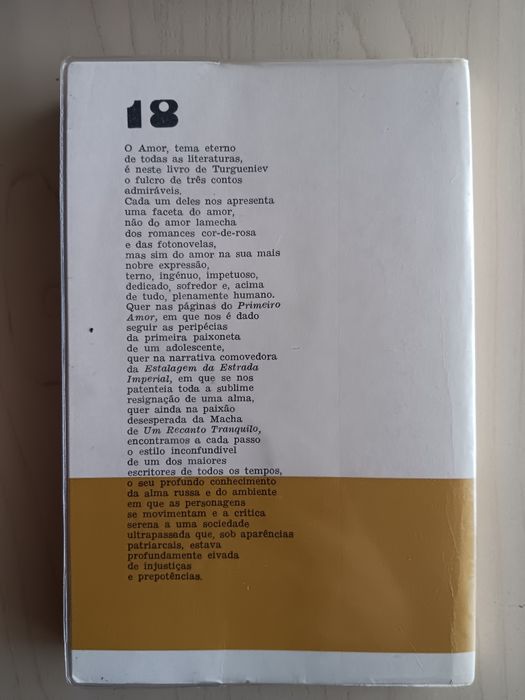 18
O Amor, tema eterno
de todas as literaturas,
é neste livro de Turgueniev
o fulcro de três contos
admiráveis.
Cada um deles nos apresenta
uma faceta do amor,
não do amor lamecha
dos romances cor-de-rosa
e das fotonovelas,
mas sim do amor na sua mais
nobre expressão,
terno, ingénuo, impetuoso,
dedicado, sofredor e, acima
de tudo, plenamente humano.
Quer nas páginas do Primeiro
Amor, em que nos é dado
seguir as peripécias
da primeira paixoneta
de um adolescente,
quer na narrativa comovedora
da Estalagem da Estrada
Imperial, em que se nos
patenteia toda a sublime
resignação de uma alma,
quer ainda na paixão
desesperada da Macha
de Um Recanto Tranquilo,
encontramos a cada passo
o estilo inconfundível
de um dos maiores
escritores de todos os tempos,
o seu profundo conhecimento
da alma russa e do ambiente
em que as personagens
se movimentam e a crítica
serena a uma sociedade
ultrapassada que, sob aparências
patriarcais, estava
profundamente eivada
de injustiças
e prepotências.